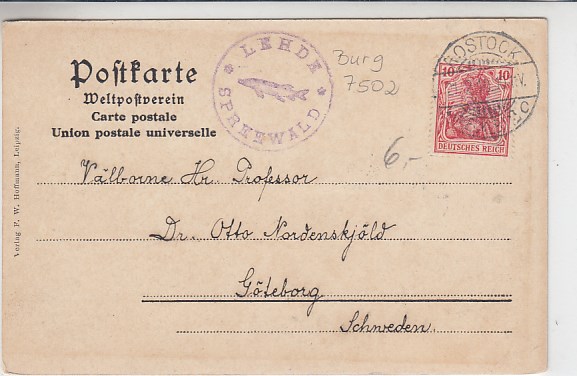 Postkarte
Weltpostverein
Carte postale
Union postale universelle
* LEHDE *
SPREEWALD
Burg
7502
OSTOCK
10 10
DEUTSCHES REICH
6,-
Välborne Hr. Professor
Dr. Otto Nordenskjöld
Göteborg
Schweden.
Verlag F. W. Hoffmann, Leipzig.